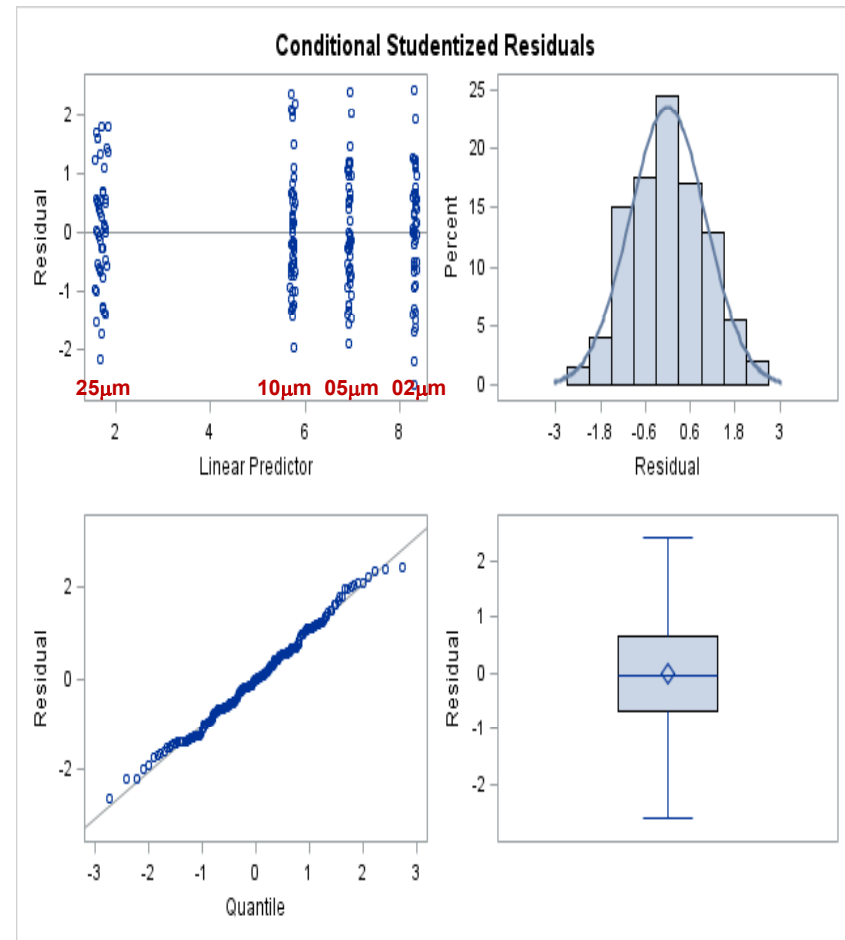 Conditional Studentized Residuals
Residual
2
1
0
-1
-2
25µm 10µm 05µm 02µm
2 4 6 8
Linear Predictor
Percent
25
20
15
10
5
0
-3 -1.8 -0.6 0.6 1.8 3
Residual
Residual
2
0
-2
-3 -2 -1 0 1 2 3
Quantile
Residual
2
1
0
-1
-2